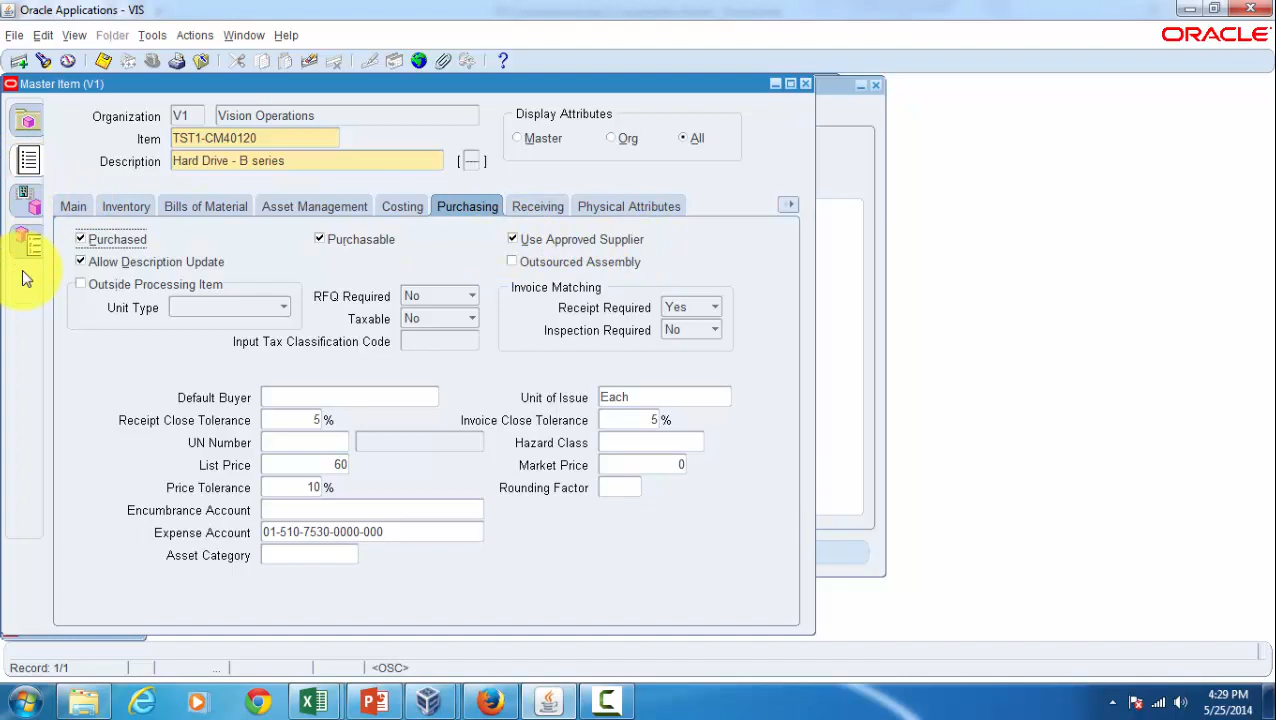 Oracle Applications - VIS
File Edit View Folder Tools Actions Window Help
ORACLE
Master Item (V1)
Organization V1 Vision Operations
Display Attributes
Item TST1-CM40120
Master Org All
Description Hard Drive - B series
Main Inventory Bills of Material Asset Management Costing Purchasing Receiving Physical Attributes
Purchased Purchasable Use Approved Supplier
Allow Description Update Outsourced Assembly
Outside Processing Item
Invoice Matching
Unit Type
RFQ Required No
Receipt Required Yes
Taxable No
Inspection Required No
Input Tax Classification Code
Default Buyer Unit of Issue Each
Receipt Close Tolerance 5 % Invoice Close Tolerance 5 %
UN Number Hazard Class
List Price 60 Market Price 0
Price Tolerance 10 % Rounding Factor
Encumbrance Account
Expense Account 01-510-7530-0000-000
Asset Category
Record: 1/1 ... <OSC>
4:29 PM
5/25/2014